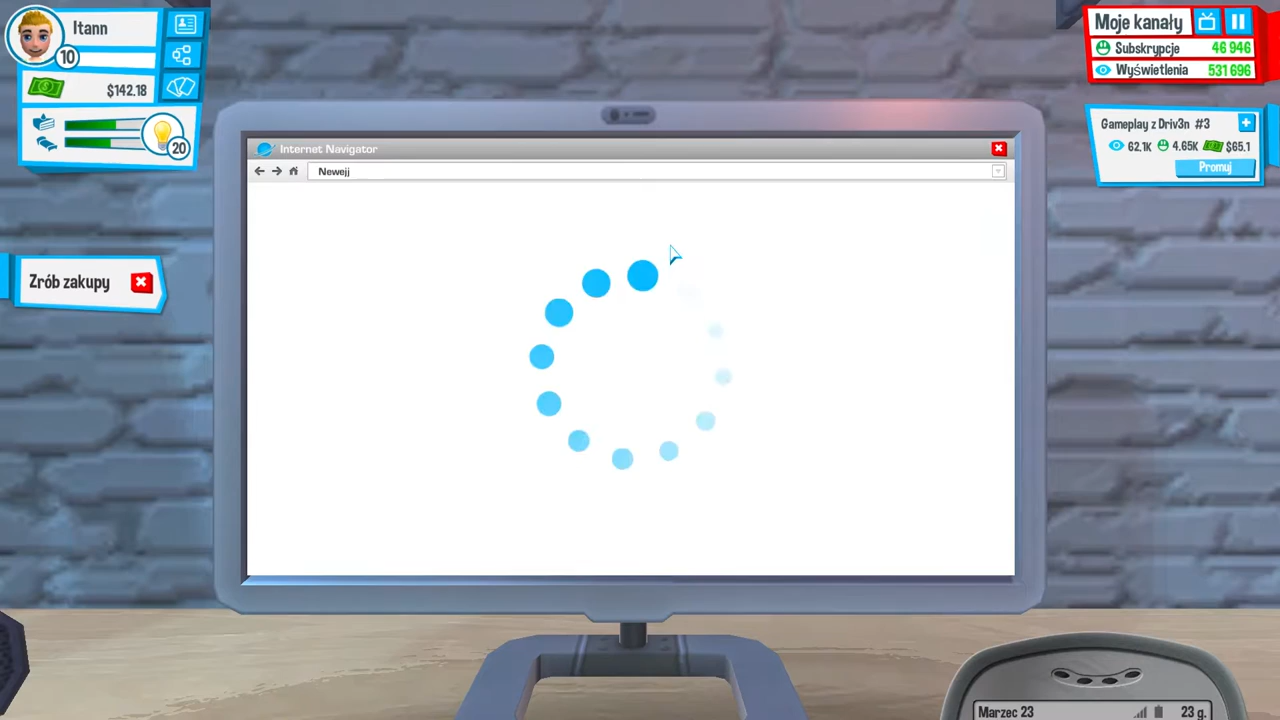 Itann
10
$142.18
20
Zrób zakupy
Internet Navigator
Newejj
Moje kanały
Subskrypcje 46 946
Wyświetlenia 531 696
Gameplay z Driv3n #3
62.1K 4.65K $65.1
Promuj
Marzec 23 23 g.